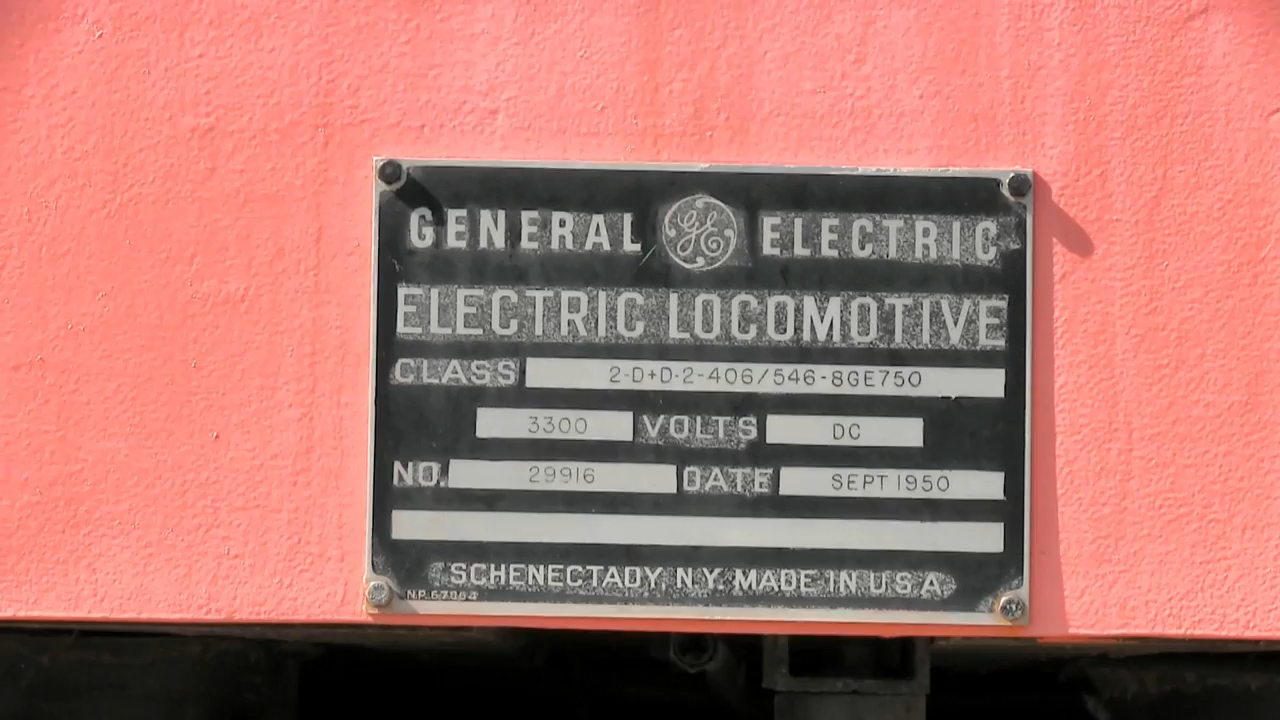 GENERAL GE ELECTRIC
ELECTRIC LOCOMOTIVE
CLASS 2-D+D-2-406/546-8GE750
3300 VOLTS DC
NO. 29916 DATE SEPT 1950
SCHENECTADY N.Y. MADE IN U.S.A
N.P. 67864